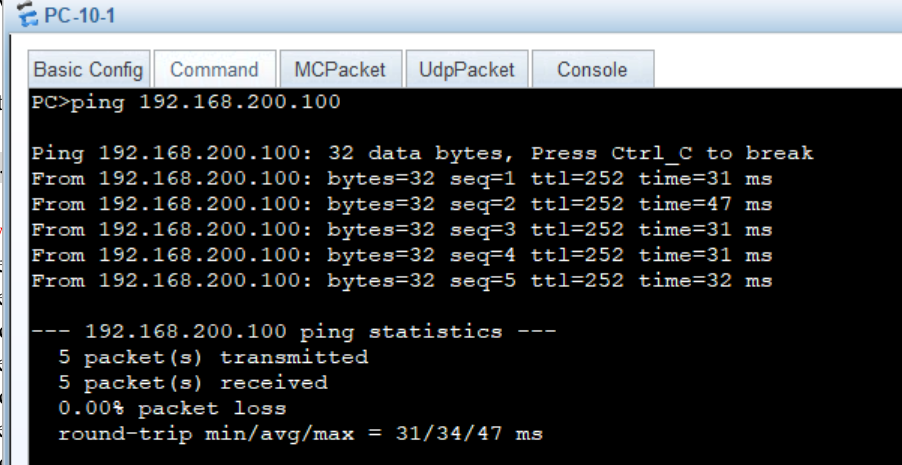 PC-10-1
Basic Config Command MCPacket UdpPacket Console
PC>ping 192.168.200.100
Ping 192.168.200.100: 32 data bytes, Press Ctrl_C to break
From 192.168.200.100: bytes=32 seq=1 ttl=252 time=31 ms
From 192.168.200.100: bytes=32 seq=2 ttl=252 time=47 ms
From 192.168.200.100: bytes=32 seq=3 ttl=252 time=31 ms
From 192.168.200.100: bytes=32 seq=4 ttl=252 time=31 ms
From 192.168.200.100: bytes=32 seq=5 ttl=252 time=32 ms
--- 192.168.200.100 ping statistics ---
5 packet(s) transmitted
5 packet(s) received
0.00% packet loss
round-trip min/avg/max = 31/34/47 ms